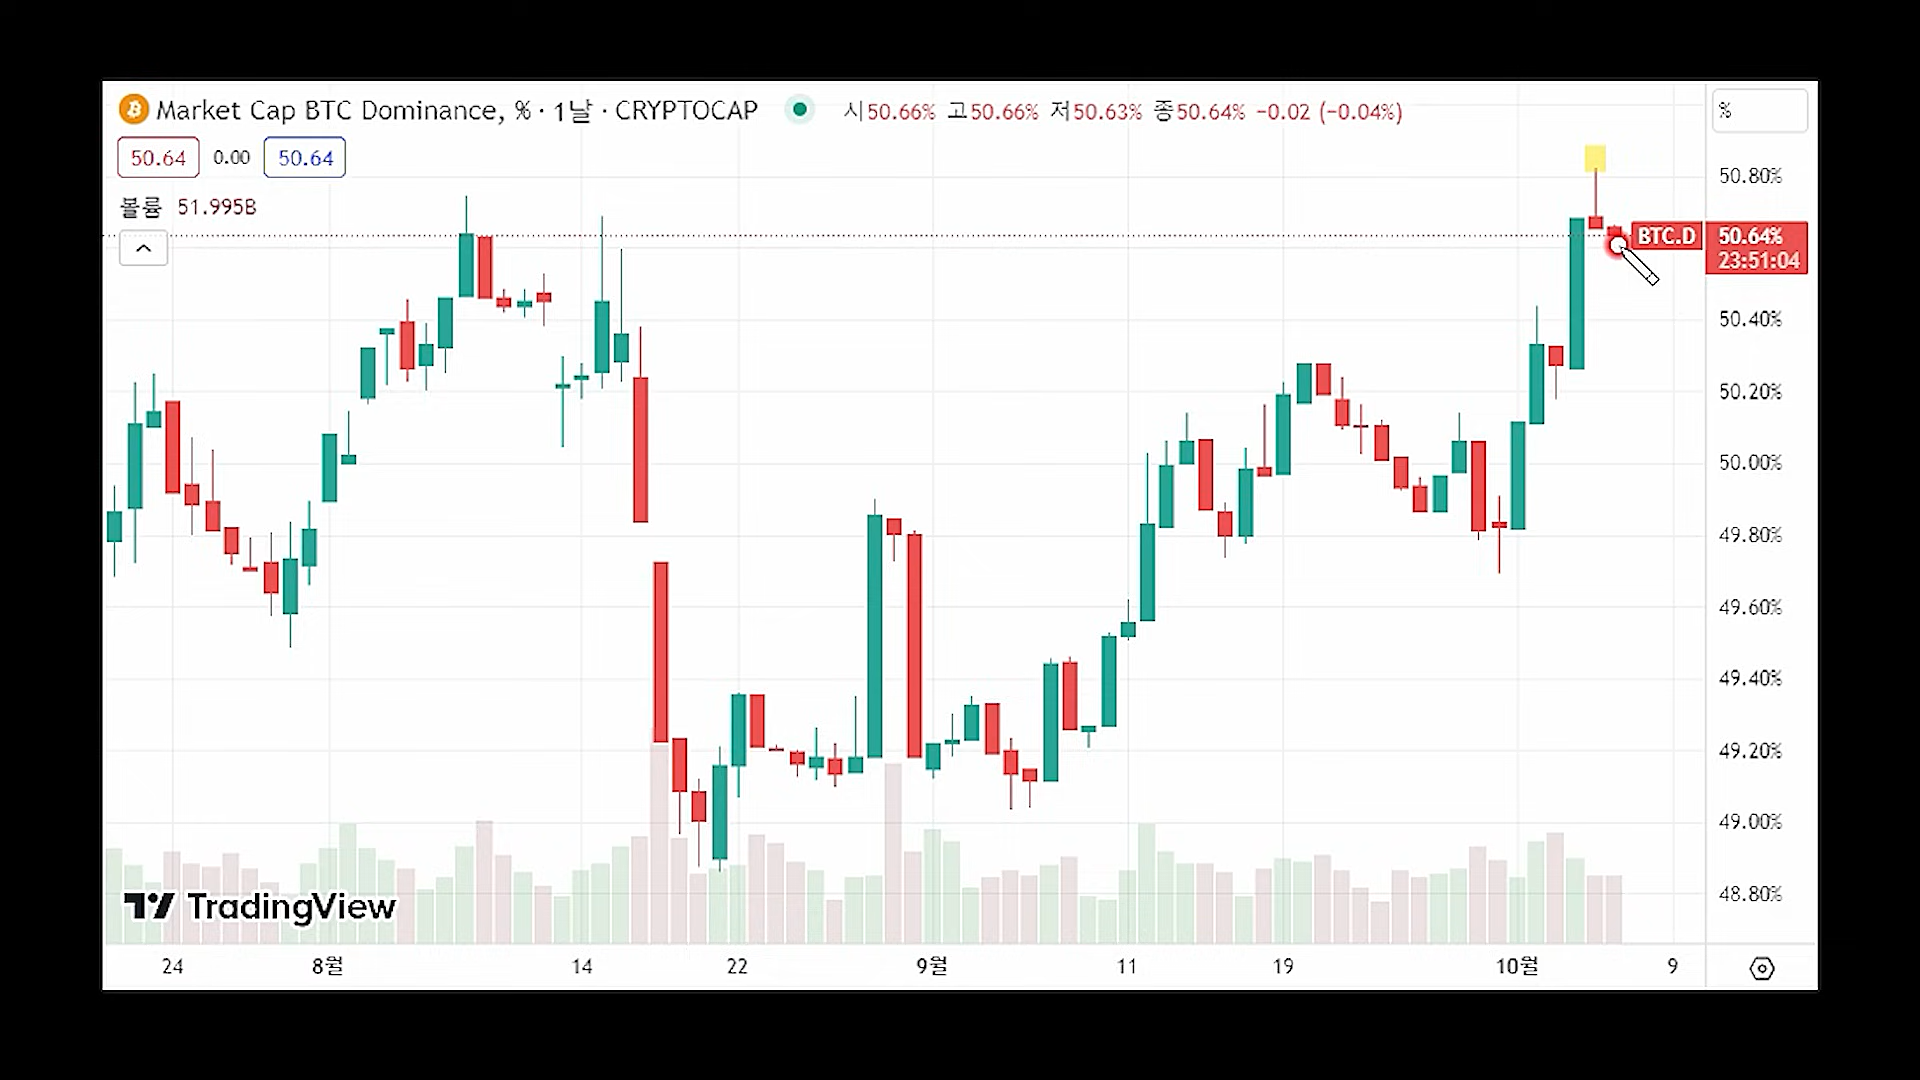 Market Cap BTC Dominance, % · 1날 · CRYPTOCAP 시50.66% 고50.66% 저50.63% 종50.64% −0.02 (−0.04%)
%
50.64 0.00 50.64
볼륨 51.995B
50.80%
BTC.D 50.64%
23:51:04
50.40%
50.20%
50.00%
49.80%
49.60%
49.40%
49.20%
49.00%
48.80%
TradingView
24 8월 14 22 9월 11 19 10월 9